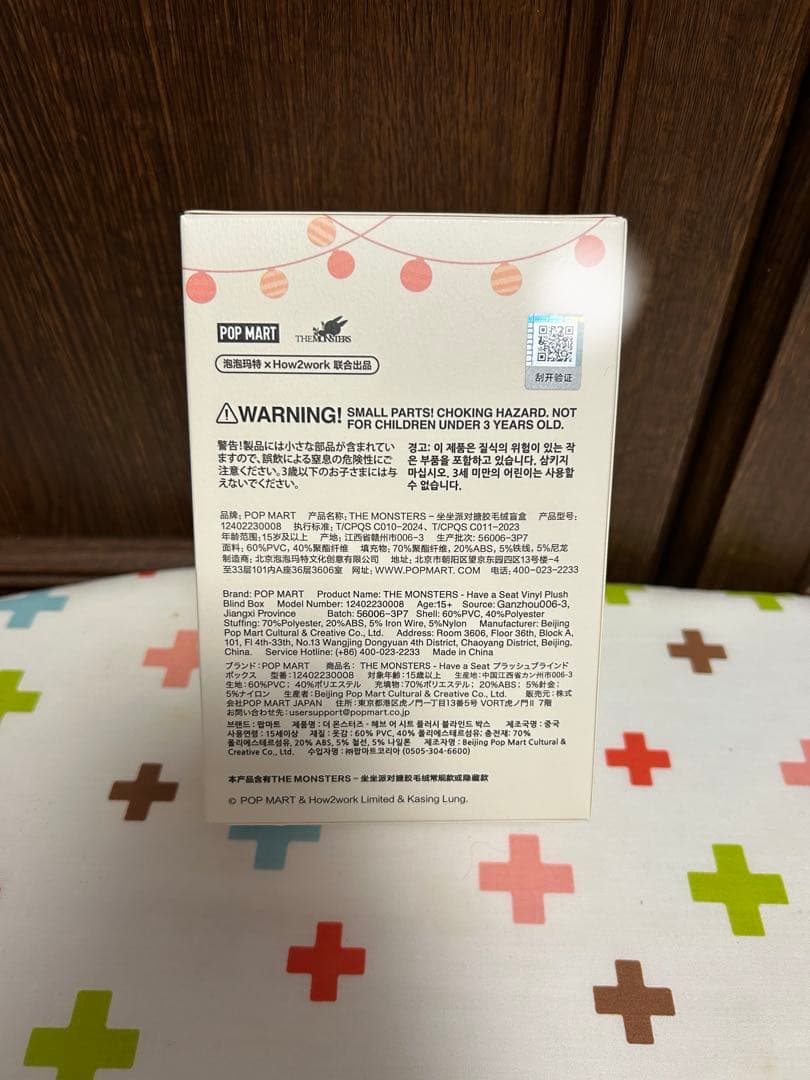 POP MART
THE MONSTERS
泡泡玛特×How2work 联合出品
刮开验证
WARNING! SMALL PARTS! CHOKING HAZARD. NOT
FOR CHILDREN UNDER 3 YEARS OLD.
警告!製品には小さな部品が含まれてい
ますので、誤飲による窒息の危険性にご
注意ください。3歳以下のお子さまには与
えないでください。
경고: 이 제품은 질식의 위험이 있는 작
은 부품을 포함하고 있습니다. 삼키지
마십시오. 3세 미만의 어린이는 사용할
수 없습니다.
品牌: POP MART 产品名称: THE MONSTERS – 坐坐派对搪胶毛绒盲盒 产品型号:
12402230008 执行标准: T/CPQS C010-2024、T/CPQS C011-2023
年龄范围: 15岁及以上 产地: 江西省赣州市006-3 生产批次: 56006-3P7
面料: 60%PVC, 40%聚酯纤维 填充物: 70%聚酯纤维, 20%ABS, 5%铁线, 5%尼龙
制造商: 北京泡泡玛特文化创意有限公司 地址: 北京市朝阳区望京东园四区13号楼-4
至33层101内A座36层3606室 网址: WWW.POPMART. COM 电话: 400-023-2233
Brand: POP MART Product Name: THE MONSTERS - Have a Seat Vinyl Plush
Blind Box Model Number: 12402230008 Age:15+ Source: Ganzhou006-3,
Jiangxi Province Batch: 56006-3P7 Shell: 60%PVC, 40%Polyester
Stuffing: 70%Polyester, 20%ABS, 5% Iron Wire, 5%Nylon Manufacturer: Beijing
Pop Mart Cultural & Creative Co., Ltd. Address: Room 3606, Floor 36th, Block A,
101, Fl 4th-33th, No.13 Wangjing Dongyuan 4th District, Chaoyang District, Beijing,
China. Service Hotline: (+86) 400-023-2233 Made in China
ブランド: POP MART 商品名: THE MONSTERS - Have a Seat プラッシュブラインド
ボックス 型番: 12402230008 対象年齢: 15歳以上 生産地: 中国江西省カン州市006-3
生地: 60%PVC; 40%ポリエステル 充填物: 70%ポリエステル; 20%ABS; 5%針金;
5%ナイロン 生産者: Beijing Pop Mart Cultural & Creative Co., Ltd. 販売元: 株式
会社POP MART JAPAN 住所: 東京都港区虎ノ門一丁目13番5号 VORT虎ノ門Ⅱ 7階
お問い合わせ先: usersupport@popmart.co.jp
브랜드: 팝마트 제품명: 더 몬스터즈 - 헤브 어 시트 플러시 블라인드 박스 제조국명: 중국
사용연령: 15세이상 재질: 옷감: 60% PVC, 40% 폴리에스테르섬유; 충전재: 70%
폴리에스테르섬유, 20% ABS, 5% 철선, 5% 나일론 제조자명: Beijing Pop Mart Cultural &
Creative Co., Ltd. 수입자명: ㈜팝마트코리아 (0505-304-6600)
本产品含有THE MONSTERS – 坐坐派对搪胶毛绒常规款或隐藏款
© POP MART & How2work Limited & Kasing Lung.